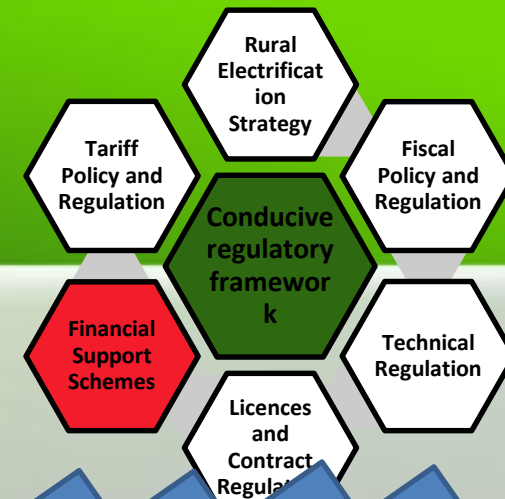 Rural
Electrificat
ion
Strategy
Tariff
Policy and
Regulation
Fiscal
Policy and
Regulation
Conducive
regulatory
framewor
k
Financial
Support
Schemes
Technical
Regulation
Licences
and
Contract